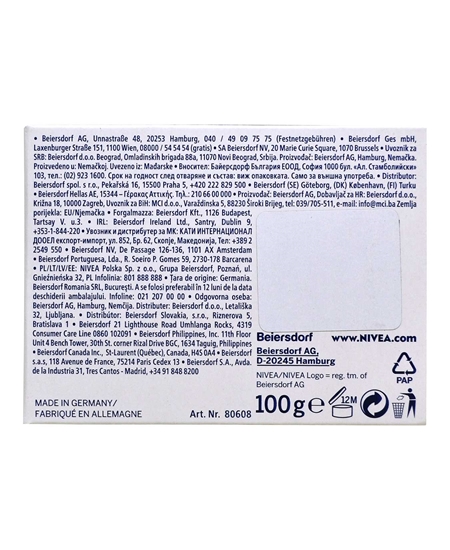 • Beiersdorf AG, Unnastraße 48, 20253 Hamburg, 040 / 49 09 75 75 (Festnetzgebühren) • Beiersdorf Ges mbH,
Laxenburger Straße 151, 1100 Wien, 08000 / 54 54 54 (gratis) • SA Beiersdorf NV, 20 Marie Curie Square, 1070 Brussels • Uvoznik za
SRB: Beiersdorf d.o.o. Beograd, Omladinskih brigada 88a, 11070 Novi Beograd, Srbija. Proizvođač: Beiersdorf AG, Hamburg, Nemačka.
Proizvedeno u: Nemačkoj. Uvezeno iz: Mađarske • Вносител: Байерсдорф България ЕООД, София 1000 бул. «Ал. Стамболийски»
103, тел.: (02) 923 1600. Срок на годност след отваряне и състав: виж опаковката. Само за външна употреба. • Distributor:
Beiersdorf spol. s r.o., Pekařská 16, 15500 Praha 5, +420 222 829 500 • Beiersdorf (SE) Göteborg, (DK) København, (FI) Turku
• Beiersdorf Hellas AE, 15344 – Γέρακας Αττικής, Τηλ.: 210 66 00 000 • Proizvođač: Beiersdorf AG, Hamburg, Dobavljač za HR: Beiersdorf d.o.o.,
Križna 18, 10000 Zagreb, Uvoznik za BiH: MCI d.o.o., Varaždinska 58, 88220 Široki Brijeg, tel: 039/705-511, e-mail: info@mci.ba Zemlja
porijekla: EU/Njemačka • Forgalmazza: Beiersdorf Kft., 1126 Budapest,
Tartsay V. u.3. • IRL: Beiersdorf Ireland Ltd., Santry, Dublin 9,
+353-1-844-220 • Увозник и дистрибутер за МК: КАТИ ИНТЕРНАЦИОНАЛ
ДООЕЛ експорт-импорт, ул. 852, Бр. 62, Скопје, Македонија, Тел: +389 2
2549 550 • Beiersdorf NV, De Passage 126-136, 1101 AX Amsterdam
• Beiersdorf Portuguesa, Lda., R. Soeiro P. Gomes 59, 2730-178 Barcarena
• PL/LT/LV/EE: NIVEA Polska Sp. z o.o., Grupa Beiersdorf, Poznań, ul.
Gnieźnieńska 32, PL Infolinia: 801 888 888 • Importat din Germania.
Beiersdorf Romania SRL, București. A se folosi preferabil în 12 luni de la data
deschiderii ambalajului. Infoline: 021 207 00 00 • Odgovorna oseba:
Beiersdorf AG, Hamburg, Nemčija. Distributer: Beiersdorf d.o.o., Letališka
32, Ljubljana. • Distribútor: Beiersdorf Slovakia, s.r.o., Riznerova 5,
Bratislava 1 • Beiersdorf 21 Lighthouse Road Umhlanga Rocks, 4319
Consumer Care Line 0860 102091 • Beiersdorf Philippines, Inc. 11th Floor
Unit 4 Bench Tower, 30th St. corner Rizal Drive, BGC, Taguig City, Philippines
• Beiersdorf Canada Inc., St-Laurent (Québec), Canada, H4S 0A4 • Beiersdorf
s.a.s, 118 Avenue de France, 75214 Paris Cedex 13 • Beiersdorf S.A., Avda.
de la Industria 31, Tres Cantos - Madrid, +34 91 848 8200
Beiersdorf
www.NIVEA.com
Beiersdorf AG,
D-20245 Hamburg
NIVEA/NIVEA Logo = reg. tm. of
Beiersdorf AG
PAP
MADE IN GERMANY/
FABRIQUÉ EN ALLEMAGNE
Art. Nr. 80608
100 g e
12M